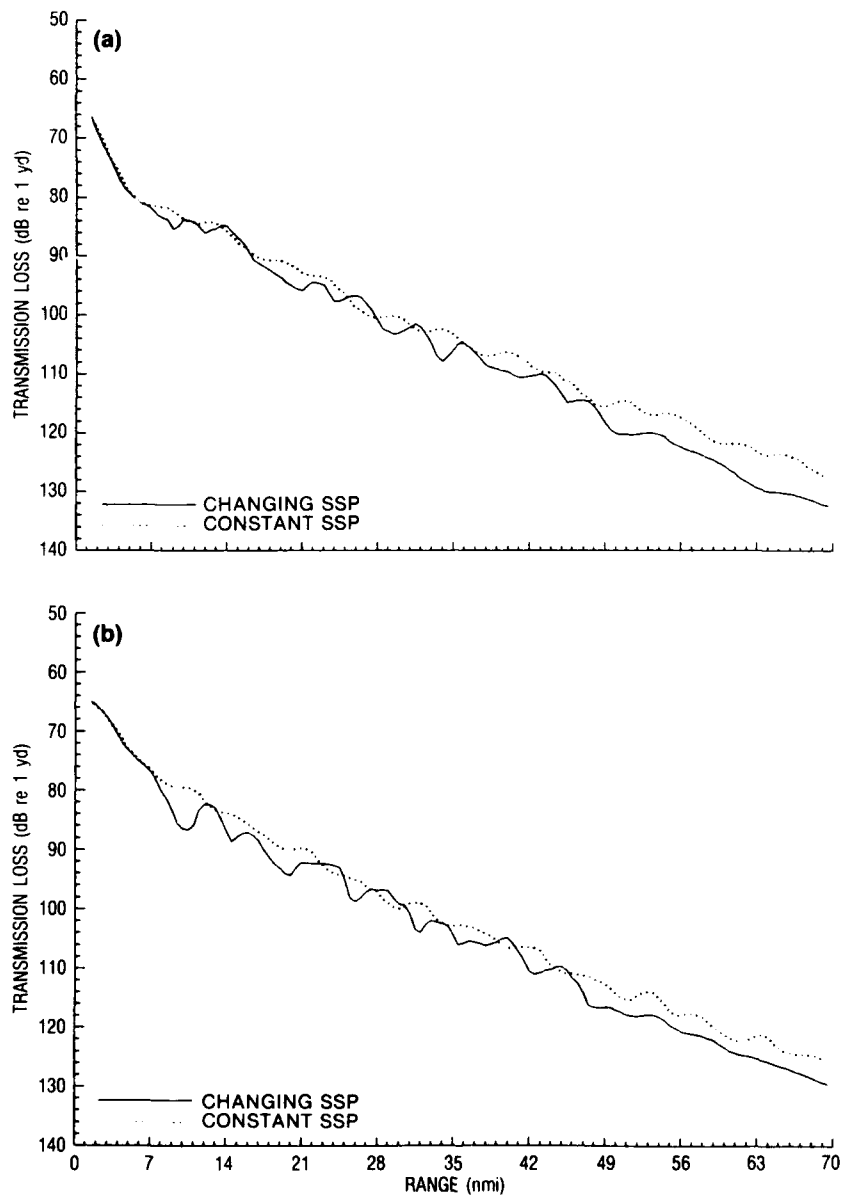 (a)
50
60
70
80
90
100
110
120
130
140
TRANSMISSION LOSS (dB re 1 yd)
CHANGING SSP
CONSTANT SSP
(b)
50
60
70
80
90
100
110
120
130
140
TRANSMISSION LOSS (dB re 1 yd)
CHANGING SSP
CONSTANT SSP
0 7 14 21 28 35 42 49 56 63 70
RANGE (nmi)